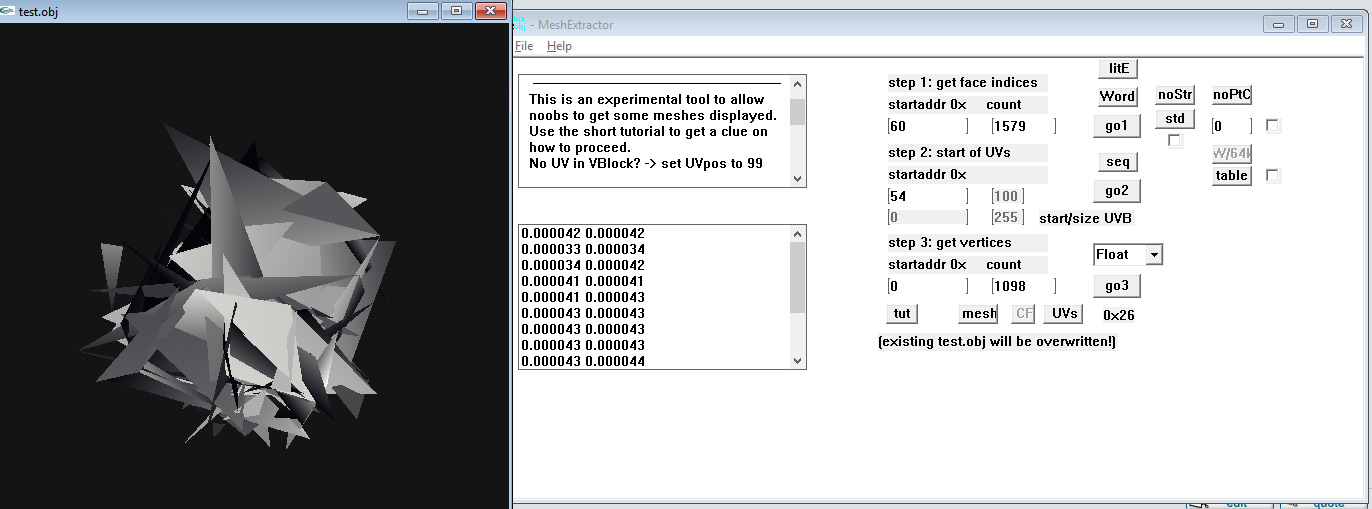 test.obj
- MeshExtractor
File Help
This is an experimental tool to allow
noobs to get some meshes displayed.
Use the short tutorial to get a clue on
how to proceed.
No UV in VBlock? -> set UVpos to 99
0.000042 0.000042
0.000033 0.000034
0.000034 0.000042
0.000041 0.000041
0.000041 0.000043
0.000043 0.000043
0.000043 0.000043
0.000043 0.000043
0.000043 0.000044
litE
step 1: get face indices
startaddr 0x count
Word noStr noPtC
60 1579 go1 std 0
step 2: start of UVs
seq
startaddr 0x
table
54 100 go2
0 255 start/size UVB
step 3: get vertices
Float
startaddr 0x count
0 1098 go3
tut mesh CF UVs 0x26
(existing test.obj will be overwritten!)
edit quote